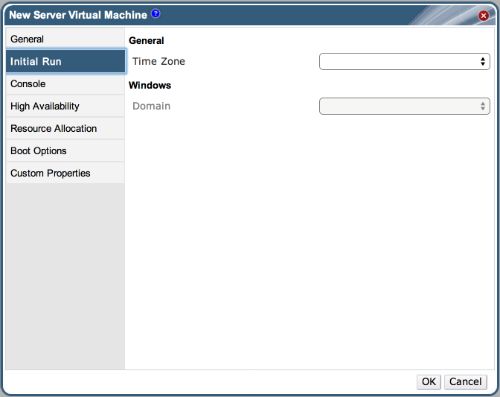 New Server Virtual Machine ?
General
Initial Run
Console
High Availability
Resource Allocation
Boot Options
Custom Properties
General
Time Zone
Windows
Domain
OK Cancel